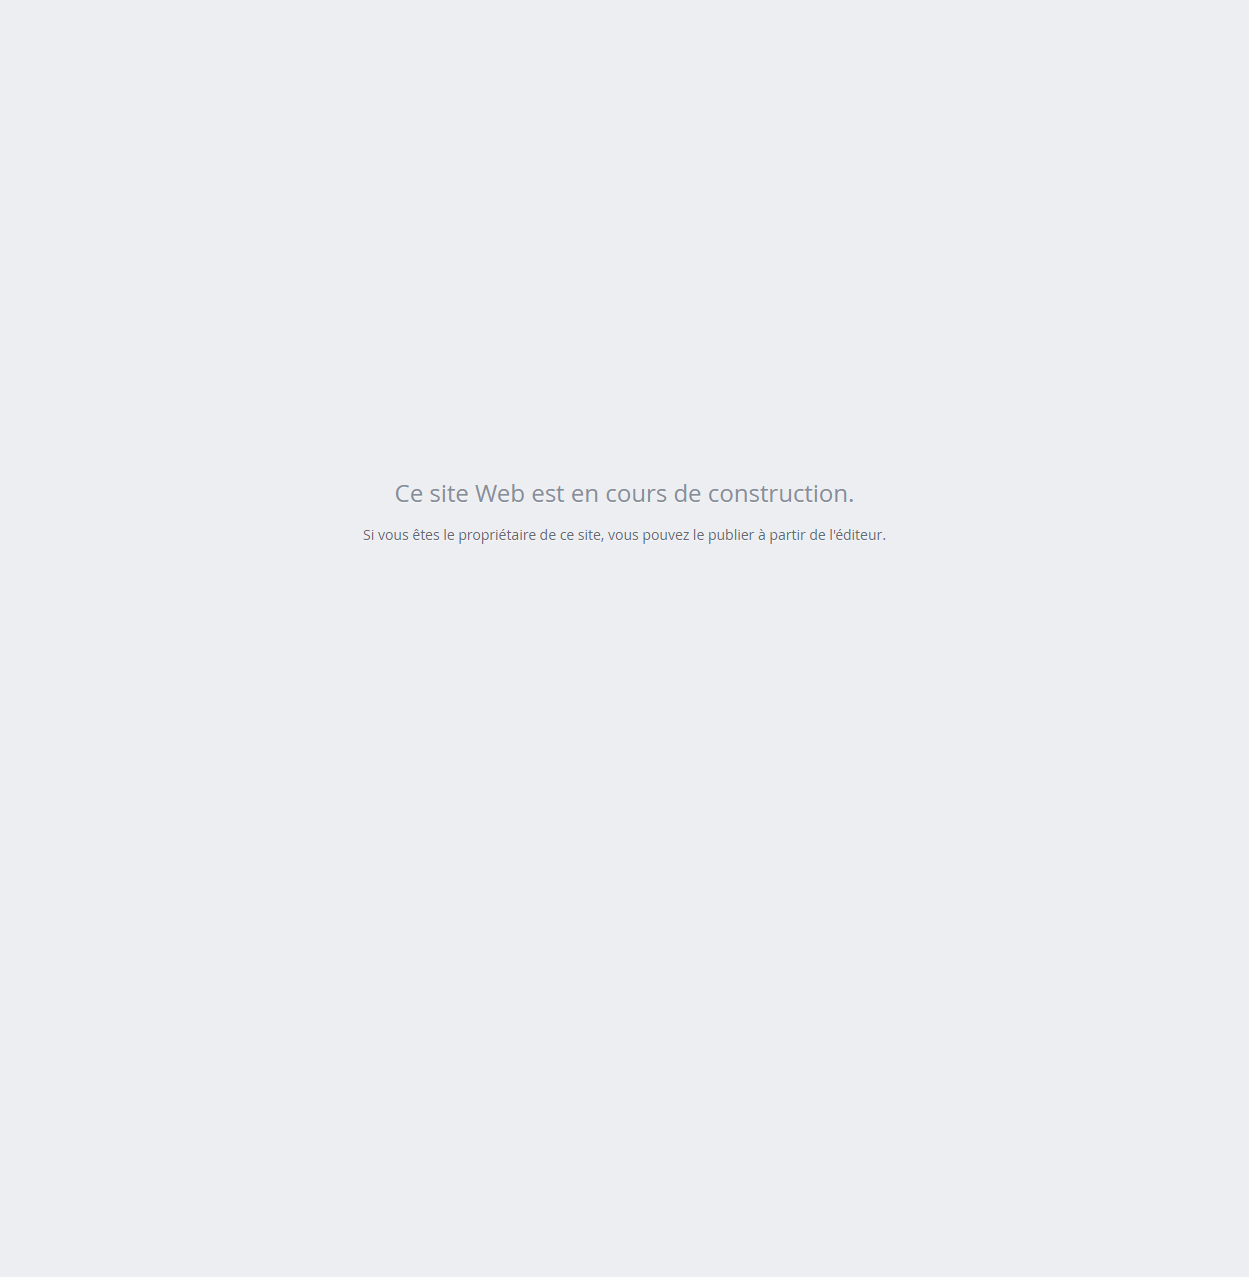 Ce site Web est en cours de construction.
Si vous êtes le propriétaire de ce site, vous pouvez le publier à partir de l'éditeur.